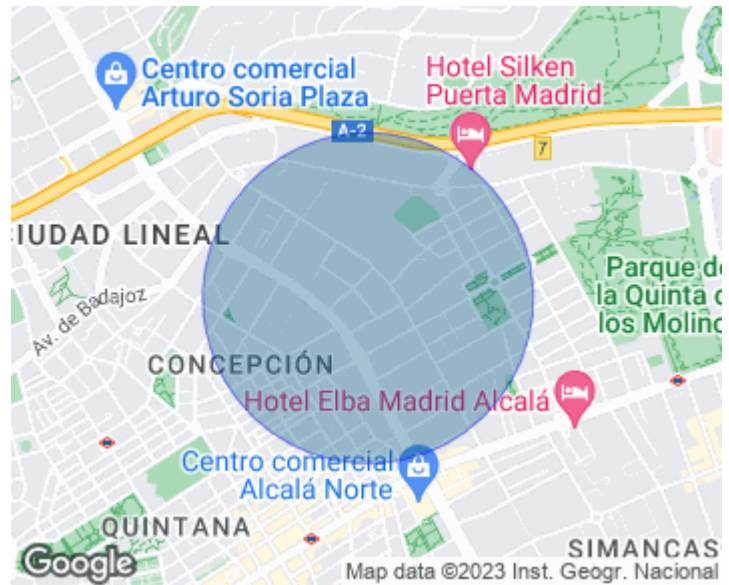 Centro comercial
Arturo Soria Plaza
Hotel Silken
Puerta Madrid
A-2
7
IUDAD LINEAL
Parque de
la Quinta d
los Molinc
Av. de Badajoz
CONCEPCIÓN
Hotel Elba Madrid Alcalá
Centro comercial
Alcalá Norte
QUINTANA
SIMANCAS
Google
Map data ©2023 Inst. Geogr. Nacional